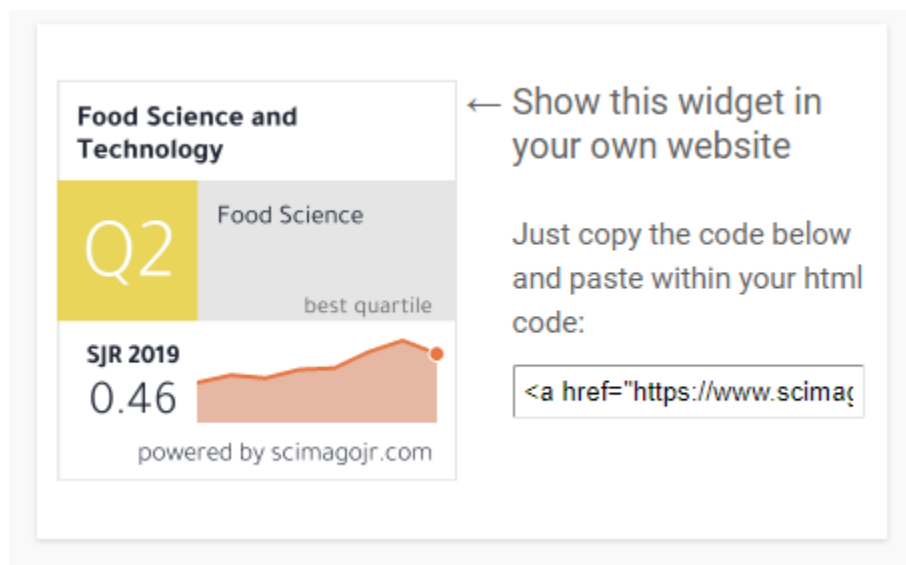 Food Science and
Technology
Q2
Food Science
best quartile
SJR 2019
0.46
powered by scimagojr.com
← Show this widget in
your own website
Just copy the code below
and paste within your html
code:
<a href="https://www.scimag